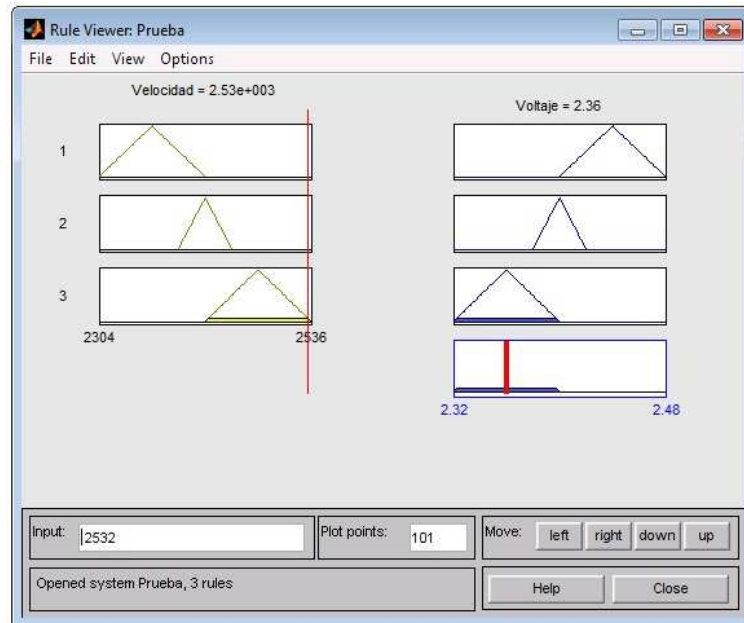 Rule Viewer: Prueba
File Edit View Options
Velocidad = 2.53e+003
Voltaje = 2.36
1
2
3
2304
2536
2.32
2.48
Input:
2532
Plot points:
101
Move:
left
right
down
up
Opened system Prueba, 3 rules
Help
Close